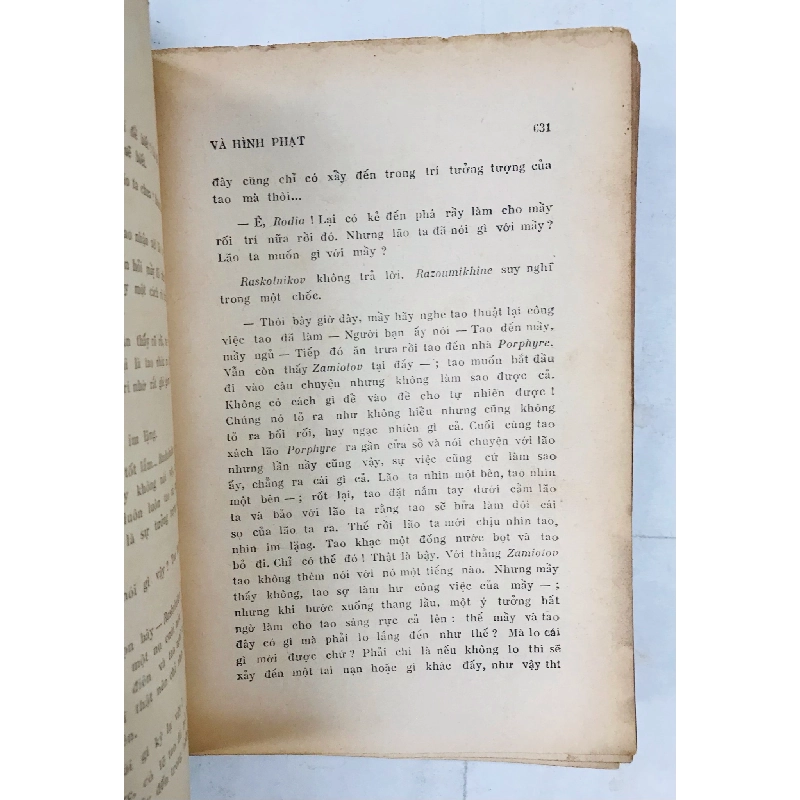 VÀ HÌNH PHẠT
631
đây cũng chỉ có xảy đến trong trí tưởng tượng của
tao mà thôi...
— Ê, Rodia ! Lại có kẻ đến phá rầy làm cho mầy
rối trí nữa rồi đó. Nhưng lão ta đã nói gì với mầy ?
Lão ta muốn gì với mầy ?
Raskolnikov không trả lời. Razoumikhine suy nghĩ
trong một chốc.
— Thôi bây giờ đây, mầy hãy nghe tao thuật lại công
việc tao đã làm — Người bạn ấy nói — Tao đến mầy,
mầy ngủ — Tiếp đó ăn trưa rồi tao đến nhà Porphyre.
Vẫn còn thấy Zamiotov tại đấy — ; tao muốn bắt đầu
đi vào câu chuyện nhưng không làm sao được cả.
Không có cách gì để vào đề cho tự nhiên được !
Chúng nó tỏ ra như không hiểu nhưng cũng không
tỏ ra bối rối, hay ngạc nhiên gì cả. Cuối cùng tao
xách lão Porphyre ra gần cửa sổ và nói chuyện với lão
nhưng lần nầy cũng vậy, sự việc cũng cứ làm sao
ấy, chẳng ra cái gì cả. Lão ta nhìn một bên, tao nhìn
một bên — ; rốt lại, tao đặt nắm tay dưới cằm lão
ta và bảo với lão ta rằng tao sẽ bửa làm đôi cái
sọ của lão ta ra. Thế rồi lão ta mới chịu nhìn tao,
nhìn im lặng. Tao khạc một đống nước bọt và tao
bỏ đi. Chỉ có thế đó ! Thật là bậy. Với thằng Zamiotov
tao không thèm nói với nó một tiếng nào. Nhưng mầy
thấy không, tao sợ làm hư công việc của mầy — ;
nhưng khi bước xuống thang lầu, một ý tưởng bất
ngờ làm cho tao sáng rực cả lên : thế mầy và tao
đây có gì mà phải lo lắng đến như thế ? Mà lo cái
gì mới được chứ ? Phải chi là nếu không lo thì sẽ
xảy đến một tai nạn hoặc gì khác đấy, như vậy thì